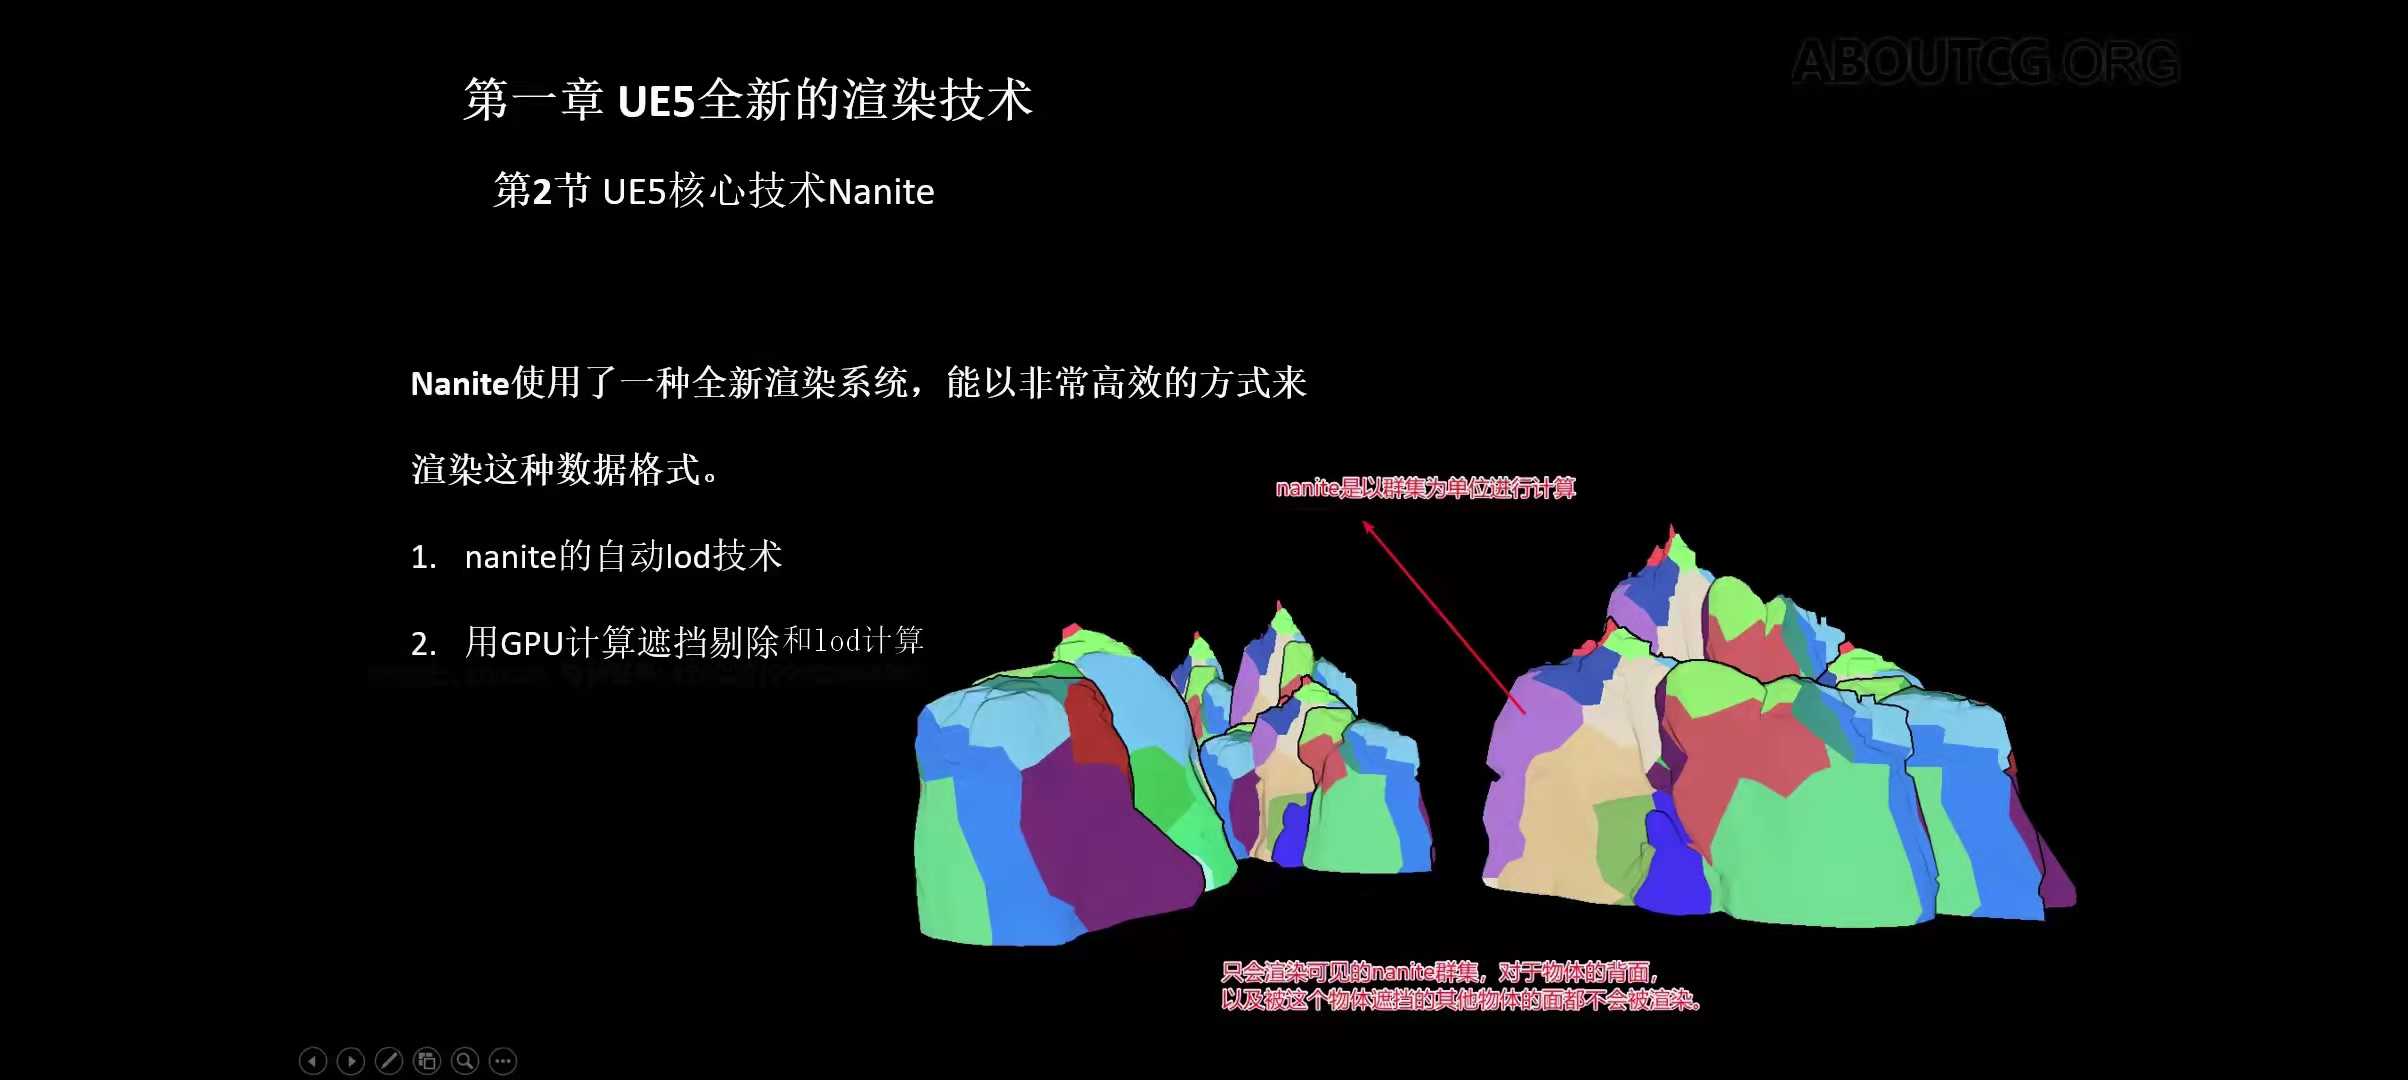 ABOUTCG.ORG
第一章 UE5全新的渲染技术
第2节 UE5核心技术Nanite
Nanite使用了一种全新渲染系统，能以非常高效的方式来
渲染这种数据格式。
nanite是以群集为单位进行计算
1. nanite的自动lod技术
2. 用GPU计算遮挡剔除和lod计算
只会渲染可见的nanite群集，对于物体的背面，
以及被这个物体遮挡的其他物体的面都不会被渲染。